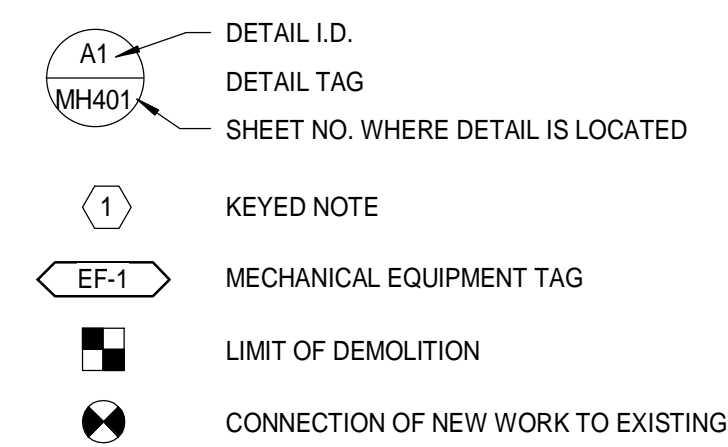 A1 DETAIL I.D.
DETAIL TAG
MH401
SHEET NO. WHERE DETAIL IS LOCATED
1 KEYED NOTE
EF-1 MECHANICAL EQUIPMENT TAG
LIMIT OF DEMOLITION
CONNECTION OF NEW WORK TO EXISTING